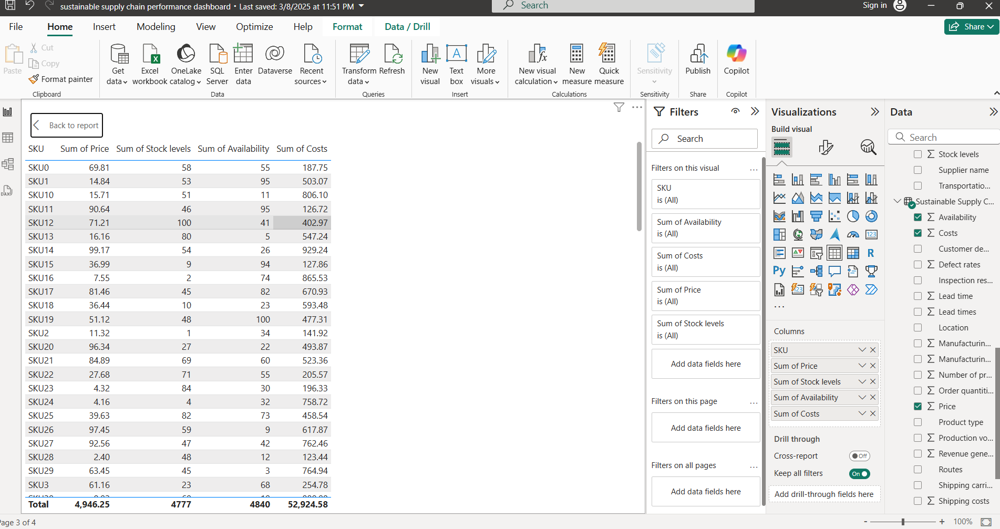 sustainable supply chain performance dashboard • Last saved: 3/8/2025 at 11:51 PM
Search
Sign in
File Home Insert Modeling View Optimize Help Format Data / Drill
Share
Paste
Cut
Copy
Format painter
Clipboard
Get data
Excel workbook
OneLake catalog
SQL Server
Enter data
Dataverse
Recent sources
Data
Transform data
Refresh
Queries
New visual
Text box
More visuals
Insert
New visual calculation
New measure
Quick measure
Calculations
Sensitivity
Sensitivity
Publish
Share
Copilot
Copilot
Back to report
SKU Sum of Price Sum of Stock levels Sum of Availability Sum of Costs
SKU0 69.81 58 55 187.75
SKU1 14.84 53 95 503.07
SKU10 15.71 51 11 806.10
SKU11 90.64 46 95 126.72
SKU12 71.21 100 41 402.97
SKU13 16.16 80 5 547.24
SKU14 99.17 54 26 929.24
SKU15 36.99 9 94 127.86
SKU16 7.55 2 74 865.53
SKU17 81.46 45 82 670.93
SKU18 36.44 10 23 593.48
SKU19 51.12 48 100 477.31
SKU2 11.32 1 34 141.92
SKU20 96.34 27 22 493.87
SKU21 84.89 69 60 523.36
SKU22 27.68 71 55 205.57
SKU23 4.32 84 30 196.33
SKU24 4.16 4 32 758.72
SKU25 39.63 82 73 458.54
SKU26 97.45 59 9 617.87
SKU27 92.56 47 42 762.46
SKU28 2.40 48 12 123.44
SKU29 63.45 45 3 764.94
SKU3 61.16 23 68 254.78
Total 4,946.25 4777 4840 52,924.58
Page 3 of 4
Filters
Search
Filters on this visual ...
SKU
is (All)
Sum of Availability
is (All)
Sum of Costs
is (All)
Sum of Price
is (All)
Sum of Stock levels
is (All)
Add data fields here
Filters on this page ...
Add data fields here
Filters on all pages ...
Add data fields here
Visualizations
Build visual
123
R
Py
123
...
Columns
SKU
Sum of Price
Sum of Stock levels
Sum of Availability
Sum of Costs
Drill through
Cross-report Off
Keep all filters On
Add drill-through fields here
Data
Search
Stock levels
Supplier name
Transportatio...
Sustainable Supply C...
Availability
Costs
Customer de...
Defect rates
Inspection res...
Lead time
Lead times
Location
Manufacturin...
Manufacturin...
Number of pr...
Order quantiti...
Price
Product type
Production vo...
Revenue gene...
Routes
Shipping carri...
Shipping costs
- + 100%